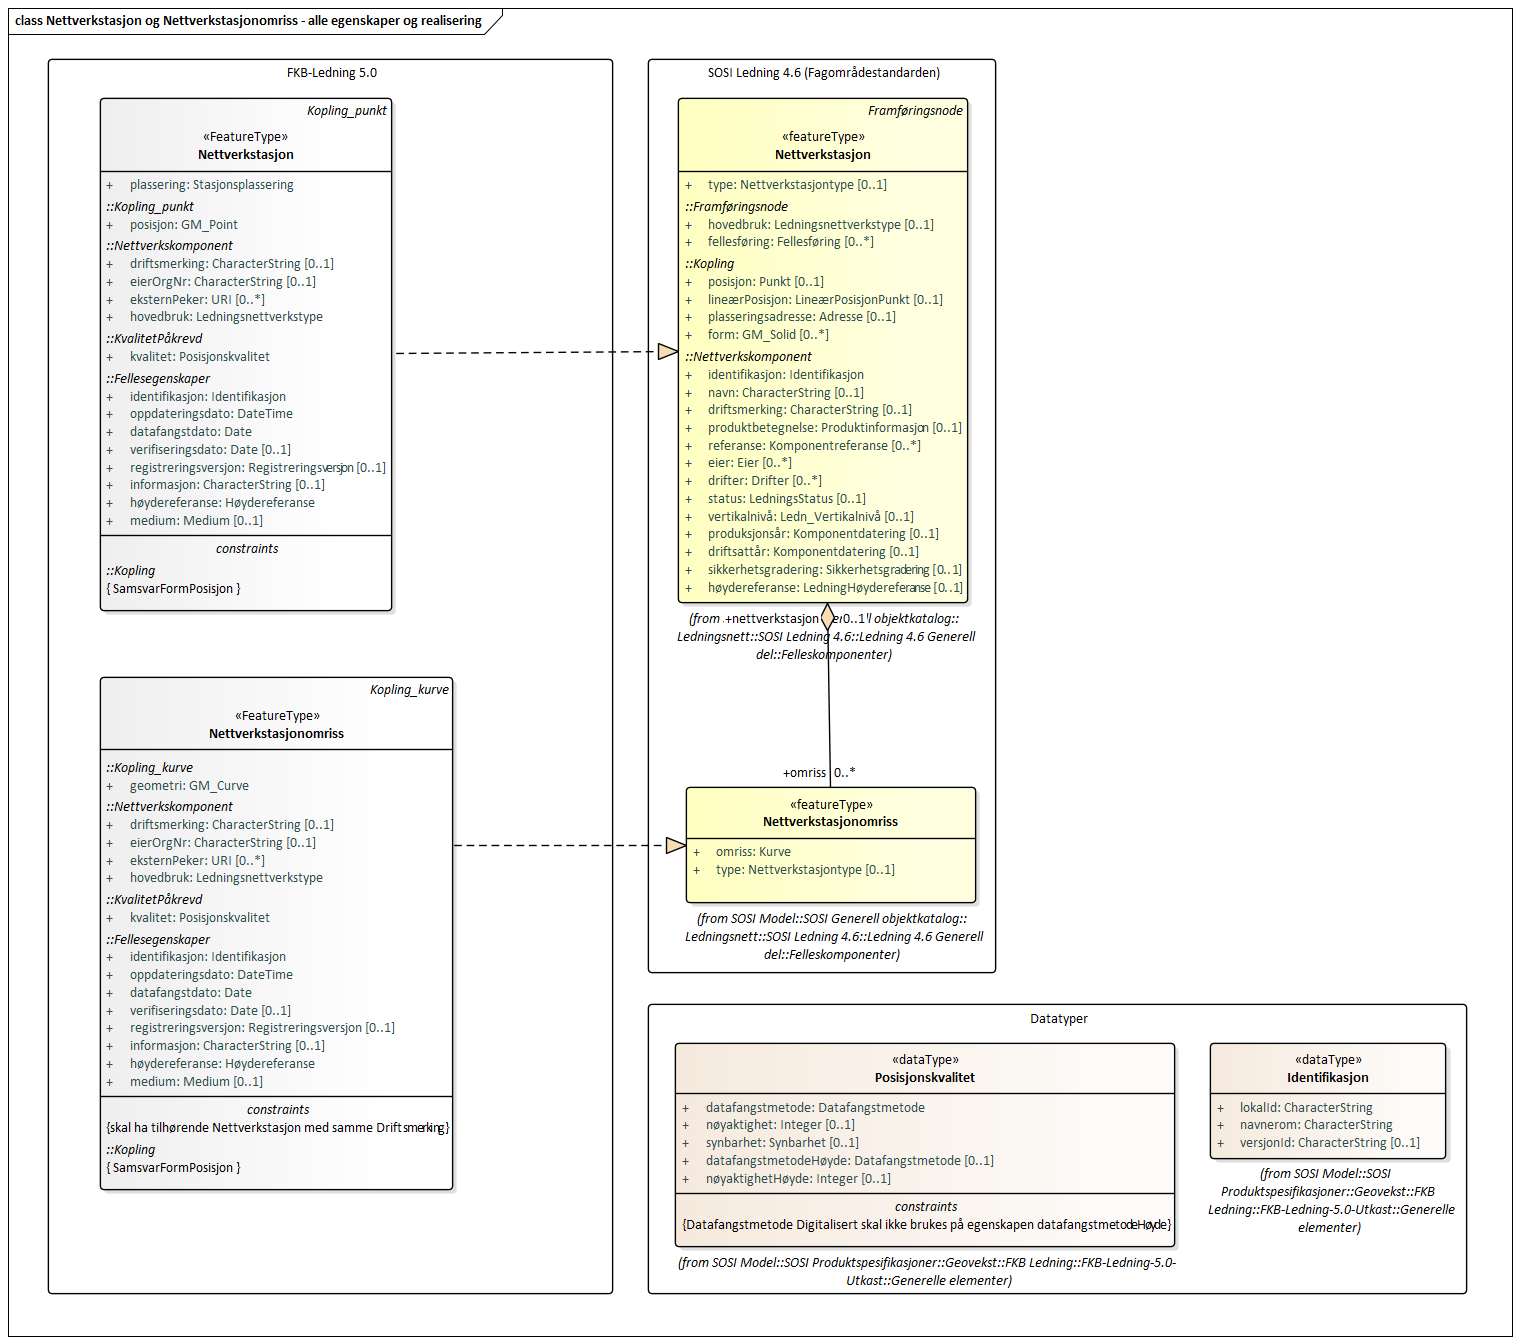 class Nettverkstasjon og Nettverkstasjonomriss - alle egenskaper og realisering
FKB-Ledning 5.0
Kopling_punkt
«FeatureType»
Nettverkstasjon
+ plassering: Stasjonsplassering
::Kopling_punkt
+ posisjon: GM_Point
::Nettverkskomponent
+ driftsmerking: CharacterString [0..1]
+ eierOrgNr: CharacterString [0..1]
+ eksternPeker: URI [0..*]
+ hovedbruk: Ledningsnettverkstype
::KvalitetPåkrevd
+ kvalitet: Posisjonskvalitet
::Fellesegenskaper
+ identifikasjon: Identifikasjon
+ oppdateringsdato: DateTime
+ datafangstdato: Date
+ verifiseringsdato: Date [0..1]
+ registreringsversjon: Registreringsversjon [0..1]
+ informasjon: CharacterString [0..1]
+ høydereferanse: Høydereferanse
+ medium: Medium [0..1]
constraints
::Kopling
{ SamsvarFormPosisjon }
Kopling_kurve
«FeatureType»
Nettverkstasjonomriss
::Kopling_kurve
+ geometri: GM_Curve
::Nettverkskomponent
+ driftsmerking: CharacterString [0..1]
+ eierOrgNr: CharacterString [0..1]
+ eksternPeker: URI [0..*]
+ hovedbruk: Ledningsnettverkstype
::KvalitetPåkrevd
+ kvalitet: Posisjonskvalitet
::Fellesegenskaper
+ identifikasjon: Identifikasjon
+ oppdateringsdato: DateTime
+ datafangstdato: Date
+ verifiseringsdato: Date [0..1]
+ registreringsversjon: Registreringsversjon [0..1]
+ informasjon: CharacterString [0..1]
+ høydereferanse: Høydereferanse
+ medium: Medium [0..1]
constraints
{skal ha tilhørende Nettverkstasjon med samme Driftsmerking}
::Kopling
{ SamsvarFormPosisjon }
SOSI Ledning 4.6 (Fagområdestandarden)
Framføringsnode
«featureType»
Nettverkstasjon
+ type: Nettverkstasjontype [0..1]
::Framføringsnode
+ hovedbruk: Ledningsnettverkstype [0..1]
+ fellesføring: Fellesføring [0..*]
::Kopling
+ posisjon: Punkt [0..1]
+ lineærPosisjon: LineærPosisjonPunkt [0..1]
+ plasseringsadresse: Adresse [0..1]
+ form: GM_Solid [0..*]
::Nettverkskomponent
+ identifikasjon: Identifikasjon
+ navn: CharacterString [0..1]
+ driftsmerking: CharacterString [0..1]
+ produktbetegnelse: Produktinformasjon [0..1]
+ referanse: Komponentreferanse [0..*]
+ eier: Eier [0..*]
+ drifter: Drifter [0..*]
+ status: LedningsStatus [0..1]
+ vertikalnivå: Ledn_Vertikalnivå [0..1]
+ produksjonsår: Komponentdatering [0..1]
+ driftsattår: Komponentdatering [0..1]
+ sikkerhetsgradering: Sikkerhetsgradering [0..1]
+ høydereferanse: LedningHøydereferanse [0..1]
(from +nettverkstasjon 0..1 objektkatalog::
Ledningsnett::SOSI Ledning 4.6::Ledning 4.6 Generell
del::Felleskomponenter)
+omriss 0..*
«featureType»
Nettverkstasjonomriss
+ omriss: Kurve
+ type: Nettverkstasjontype [0..1]
(from SOSI Model::SOSI Generell objektkatalog::
Ledningsnett::SOSI Ledning 4.6::Ledning 4.6 Generell
del::Felleskomponenter)
Datatyper
«dataType»
Posisjonskvalitet
+ datafangstmetode: Datafangstmetode
+ nøyaktighet: Integer [0..1]
+ synbarhet: Synbarhet [0..1]
+ datafangstmetodeHøyde: Datafangstmetode [0..1]
+ nøyaktighetHøyde: Integer [0..1]
constraints
{Datafangstmetode Digitalisert skal ikke brukes på egenskapen datafangstmetodeHøyde}
(from SOSI Model::SOSI Produktspesifikasjoner::Geovekst::FKB Ledning::FKB-Ledning-5.0-
Utkast::Generelle elementer)
«dataType»
Identifikasjon
+ lokalId: CharacterString
+ navnerom: CharacterString
+ versjonId: CharacterString [0..1]
(from SOSI Model::SOSI
Produktspesifikasjoner::Geovekst::FKB
Ledning::FKB-Ledning-5.0-Utkast::Generelle
elementer)